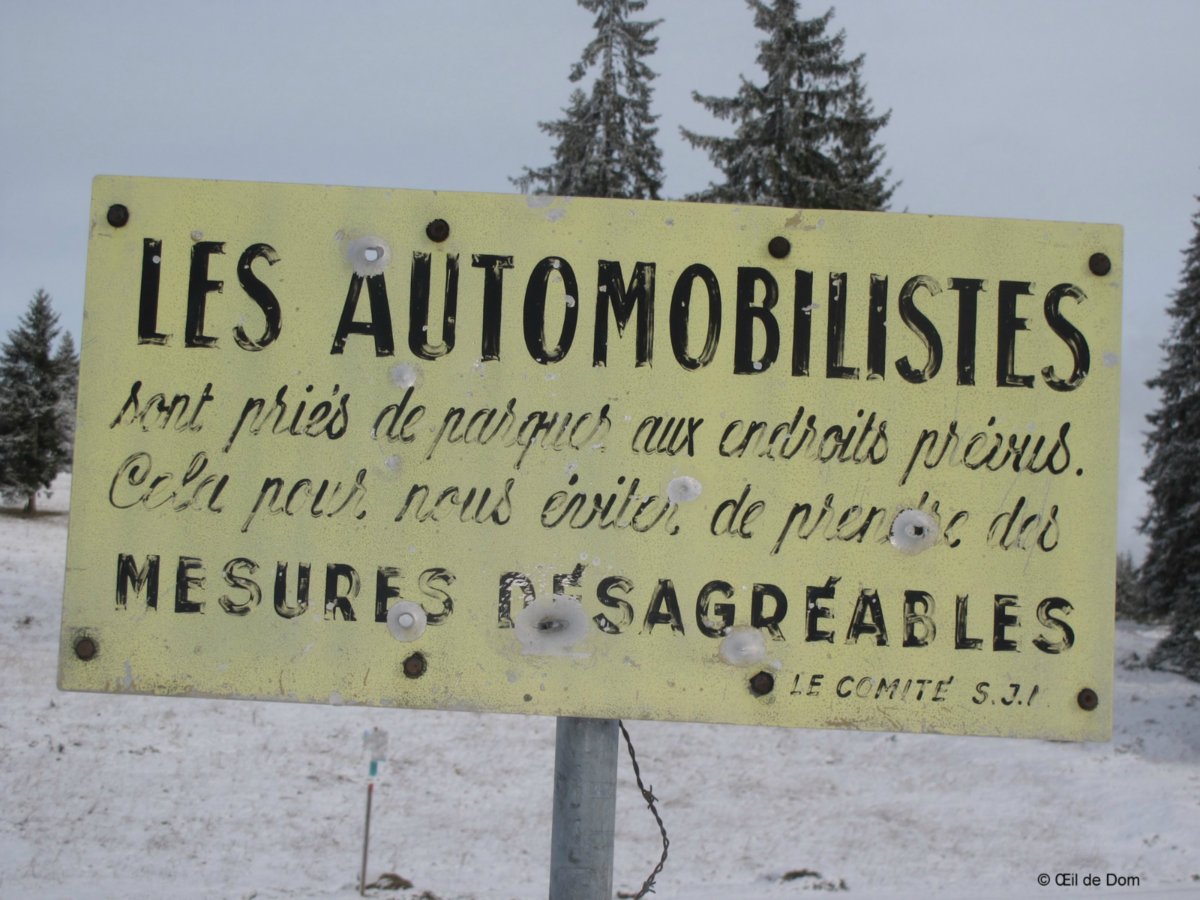 LES AUTOMOBILISTES
sont priés de parquer aux endroits prévus.
Cela pour nous éviter de prendre des
MESURES DÉSAGRÉABLES
LE COMITÉ S.J.I.
© Œil de Dom